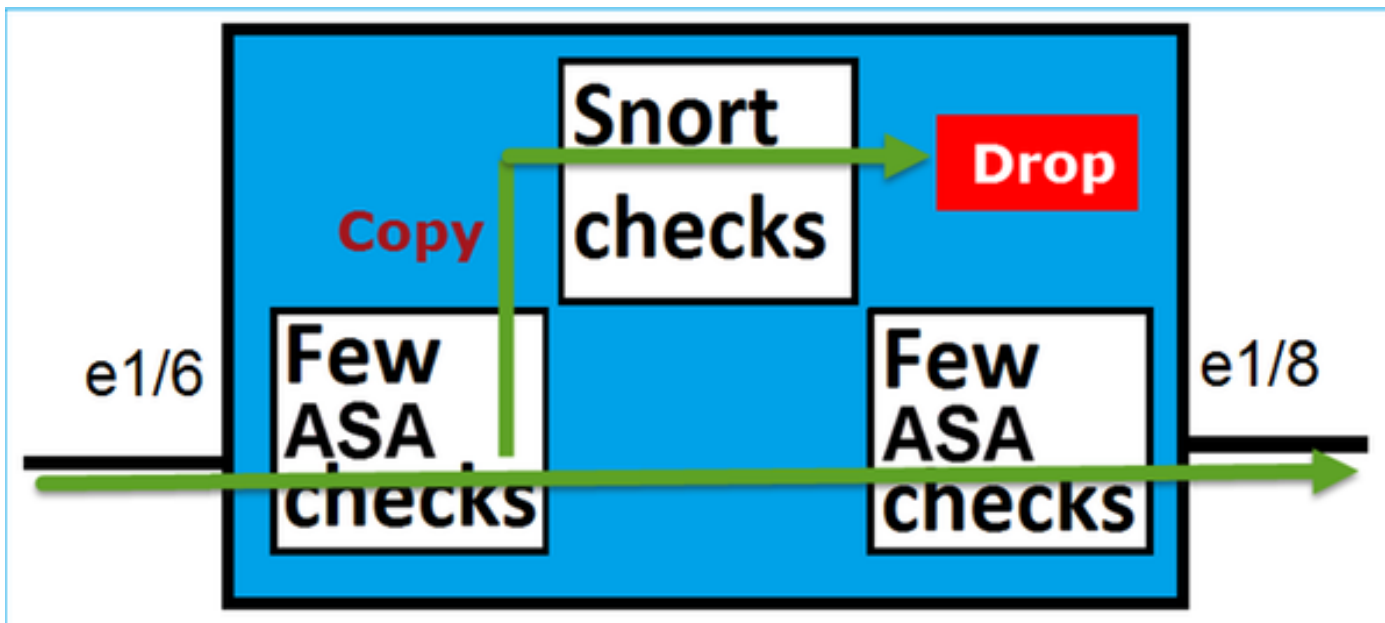 Snort
checks
Drop
Copy
e1/6
Few
ASA
checks
Few
ASA
checks
e1/8